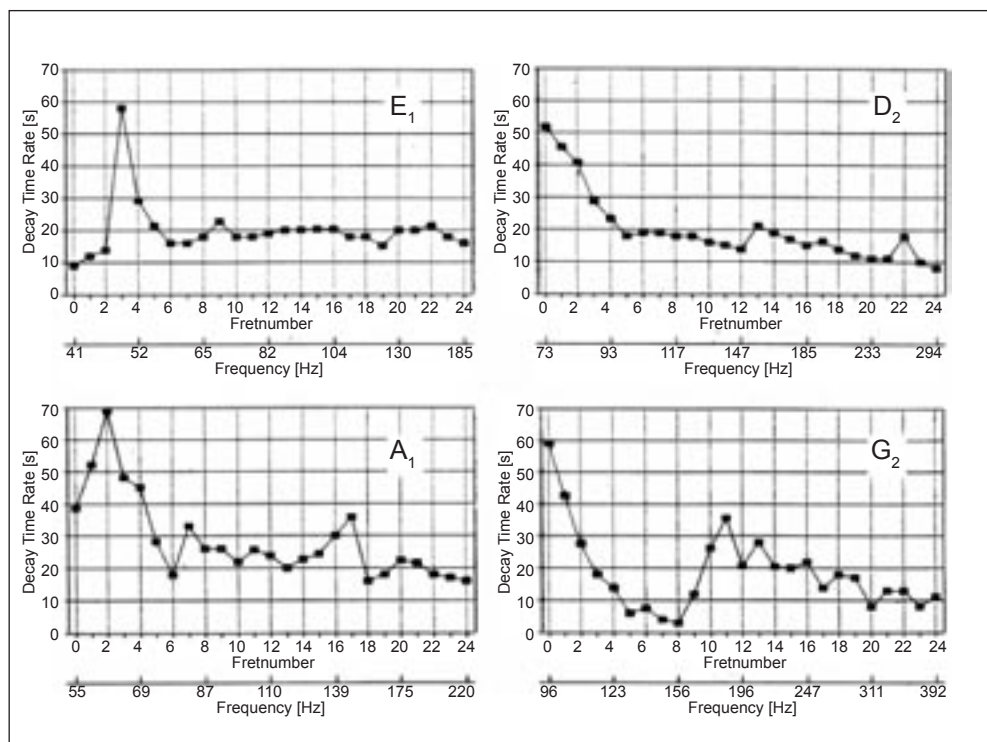 70
60
50
40
30
20
10
0
Decay Time Rate [s]
E1
0 2 4 6 8 10 12 14 16 18 20 22 24
Fretnumber
41 52 65 82 104 130 185
Frequency [Hz]
70
60
50
40
30
20
10
0
Decay Time Rate [s]
D2
0 2 4 6 8 10 12 14 16 18 20 22 24
Fretnumber
73 93 117 147 185 233 294
Frequency [Hz]
70
60
50
40
30
20
10
0
Decay Time Rate [s]
A1
0 2 4 6 8 10 12 14 16 18 20 22 24
Fretnumber
55 69 87 110 139 175 220
Frequency [Hz]
70
60
50
40
30
20
10
0
Decay Time Rate [s]
G2
0 2 4 6 8 10 12 14 16 18 20 22 24
Fretnumber
96 123 156 196 247 311 392
Frequency [Hz]